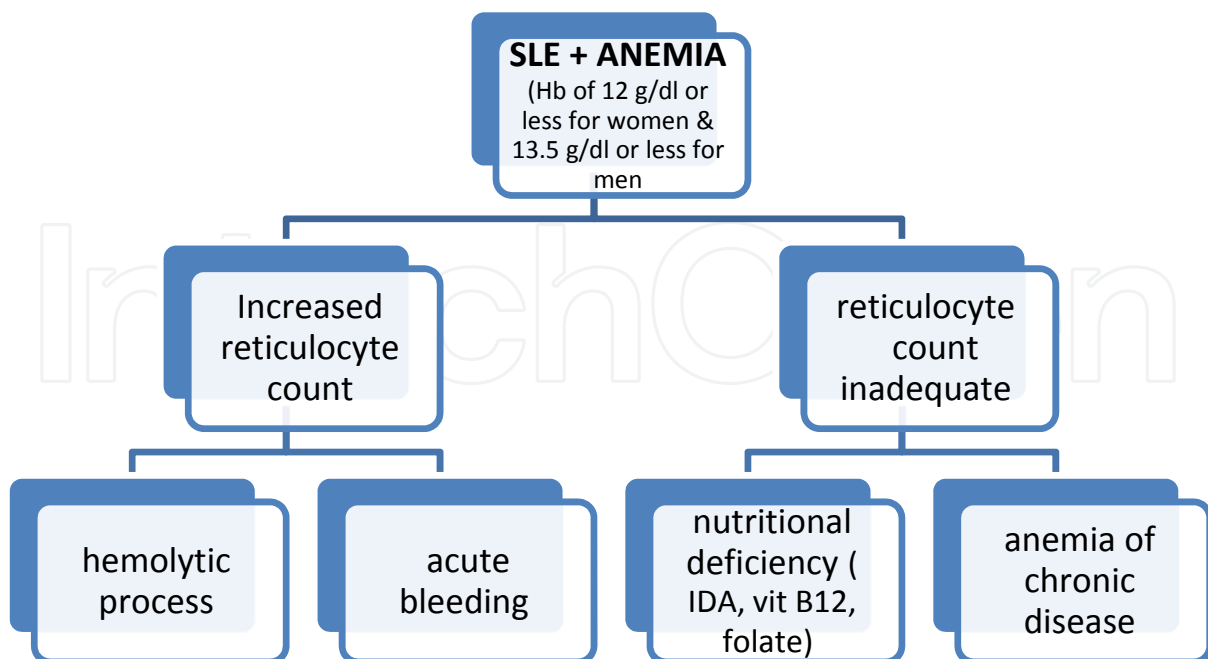 SLE + ANEMIA
(Hb of 12 g/dl or
less for women &
13.5 g/dl or less for
men
Increased
reticulocyte
count
reticulocyte
count
inadequate
hemolytic
process
acute
bleeding
nutritional
deficiency (
IDA, vit B12,
folate)
anemia of
chronic
disease